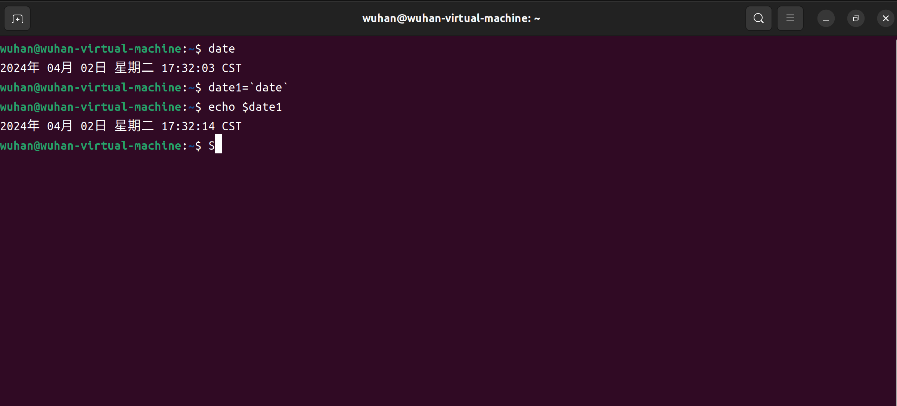 wuhan@wuhan-virtual-machine: ~
wuhan@wuhan-virtual-machine:~$ date
2024年 04月 02日 星期二 17:32:03 CST
wuhan@wuhan-virtual-machine:~$ date1=`date`
wuhan@wuhan-virtual-machine:~$ echo $date1
2024年 04月 02日 星期二 17:32:14 CST
wuhan@wuhan-virtual-machine:~$ S